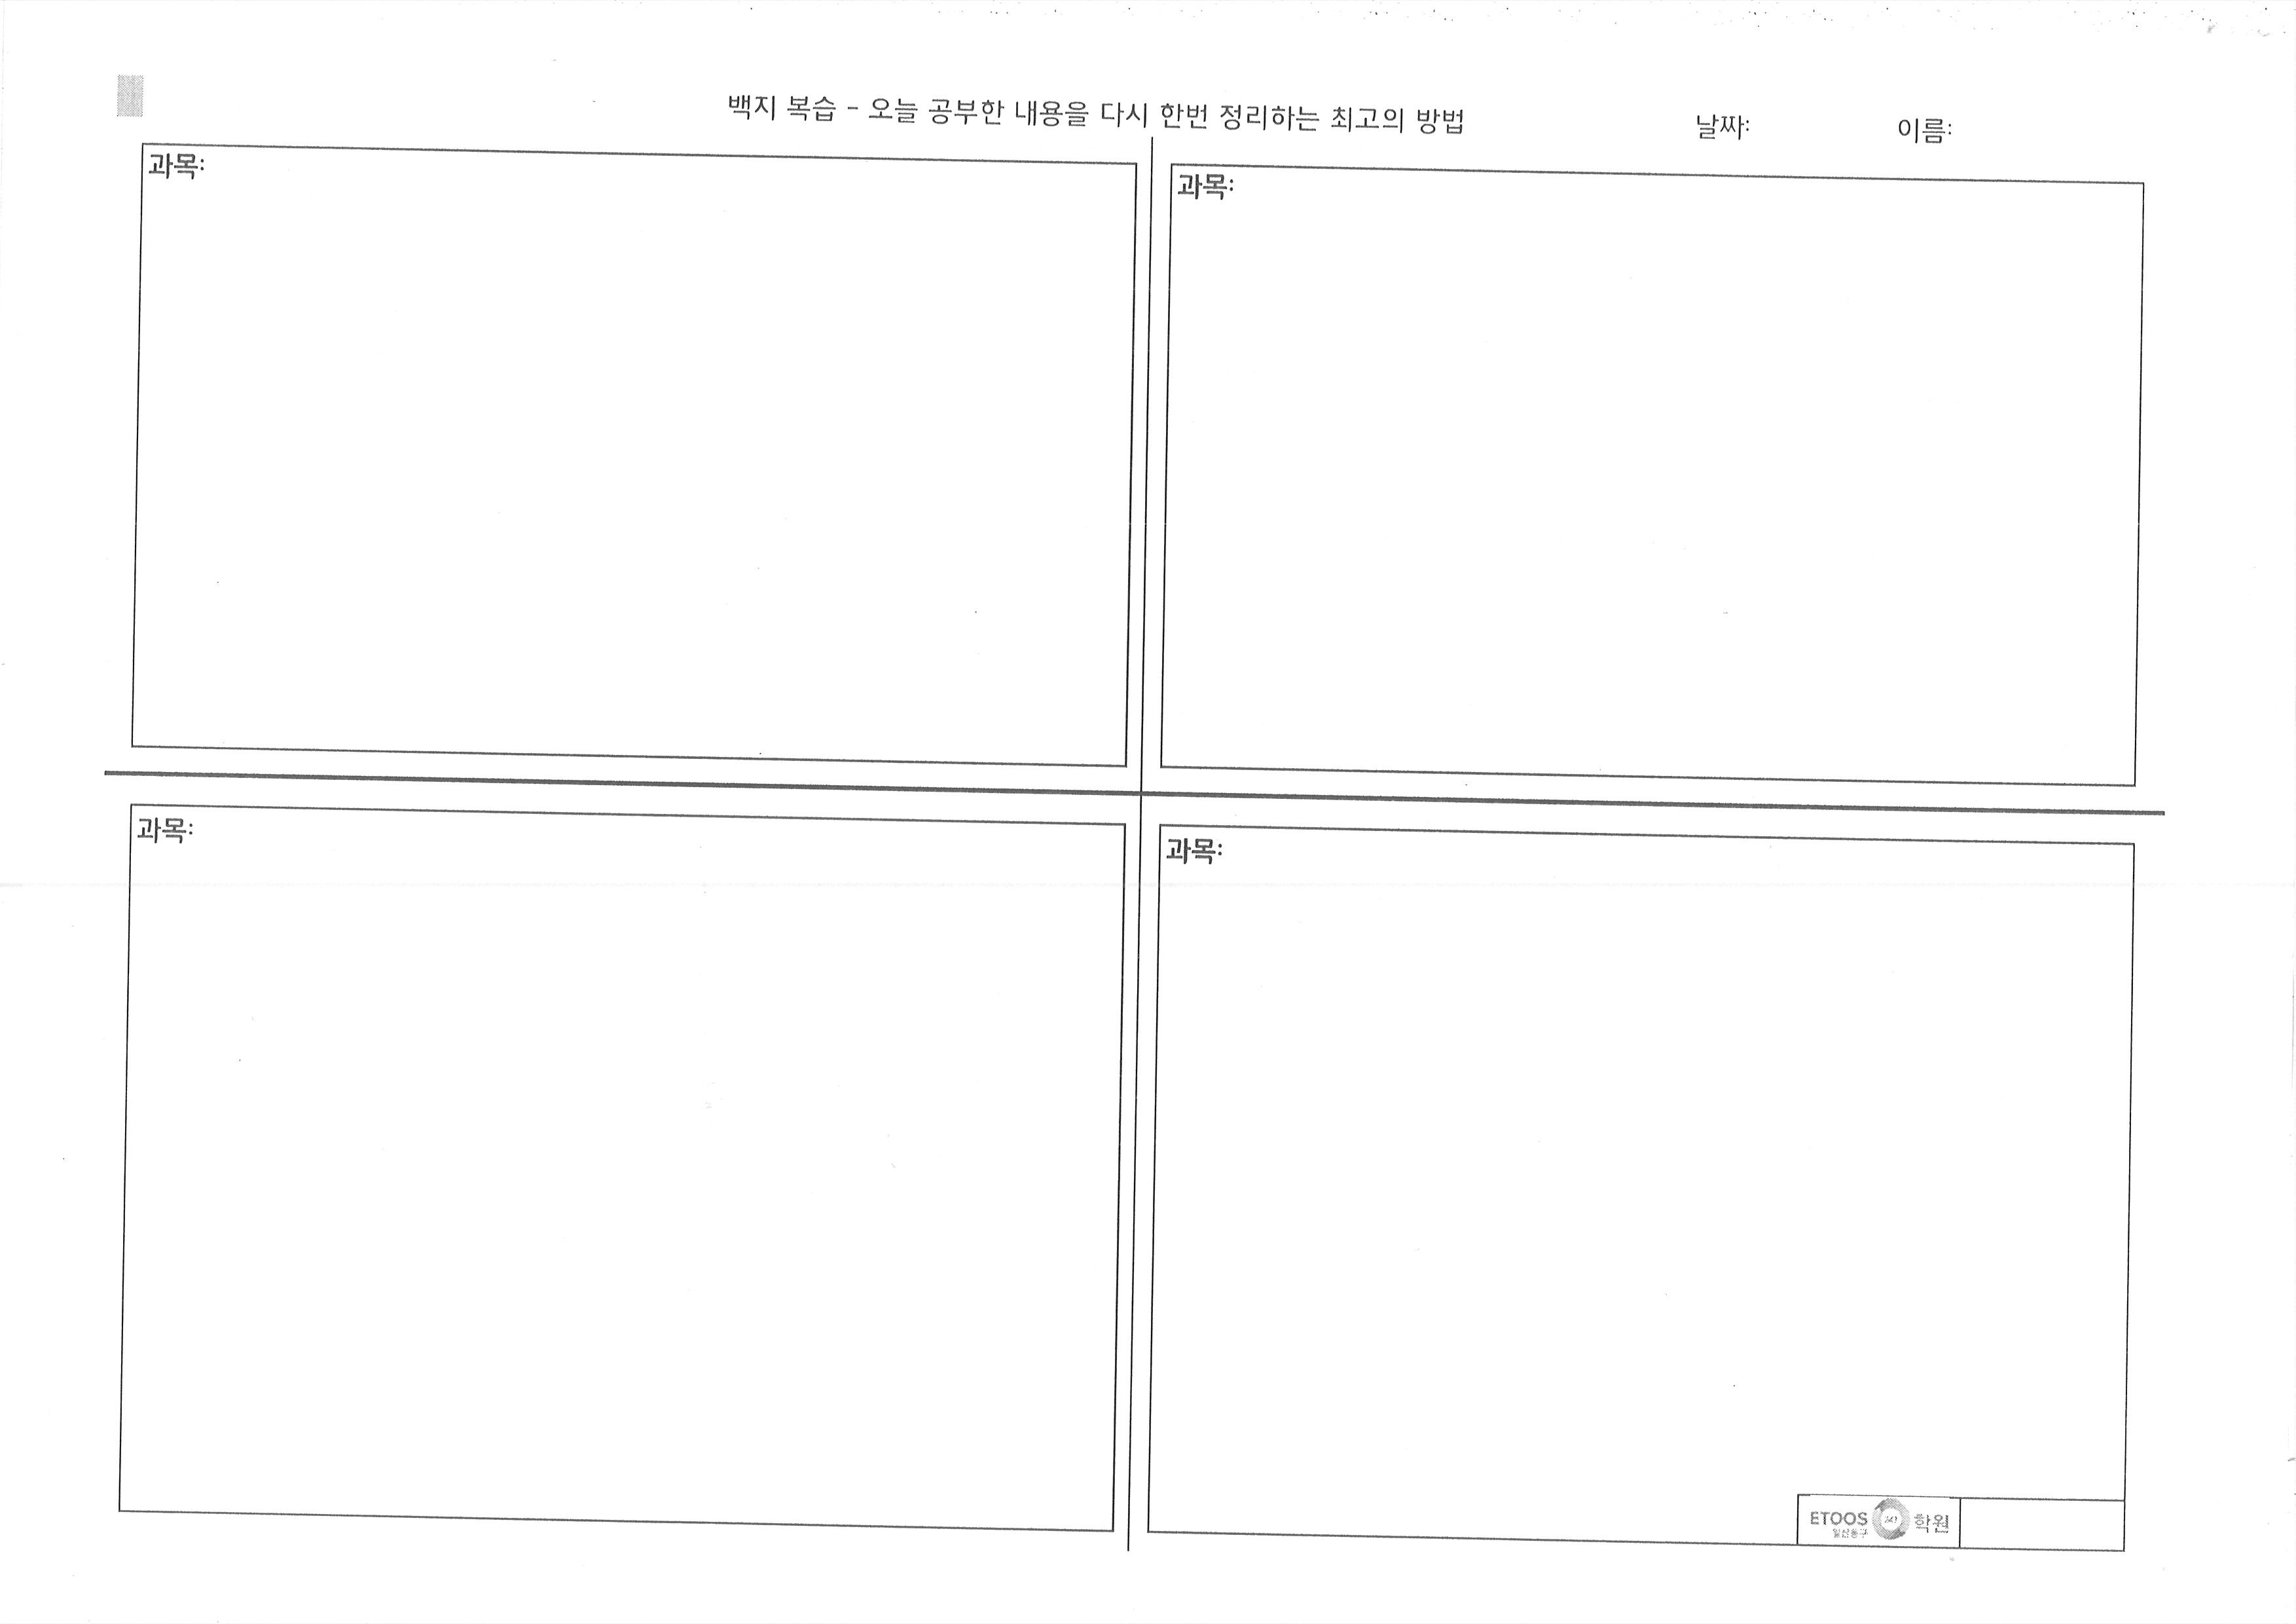 백지 복습 - 오늘 공부한 내용을 다시 한번 정리하는 최고의 방법
날짜: 이름:
과목:
과목:
과목:
과목:
ETOOS 247 학원
일산동구